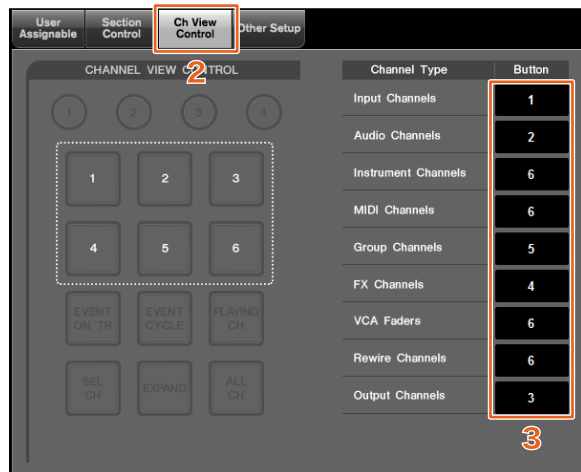 User Assignable
Section Control
Ch View Control
Other Setup
2
CHANNEL VIEW CONTROL
1 2 3 4
1 2 3
4 5 6
EVENT ON TR
EVENT CYCLE
PLAYING CH
SEL CH
EXPAND
ALL CH
Channel Type Button
Input Channels 1
Audio Channels 2
Instrument Channels 6
MIDI Channels 6
Group Channels 5
FX Channels 4
VCA Faders 6
Rewire Channels 6
Output Channels 3
3